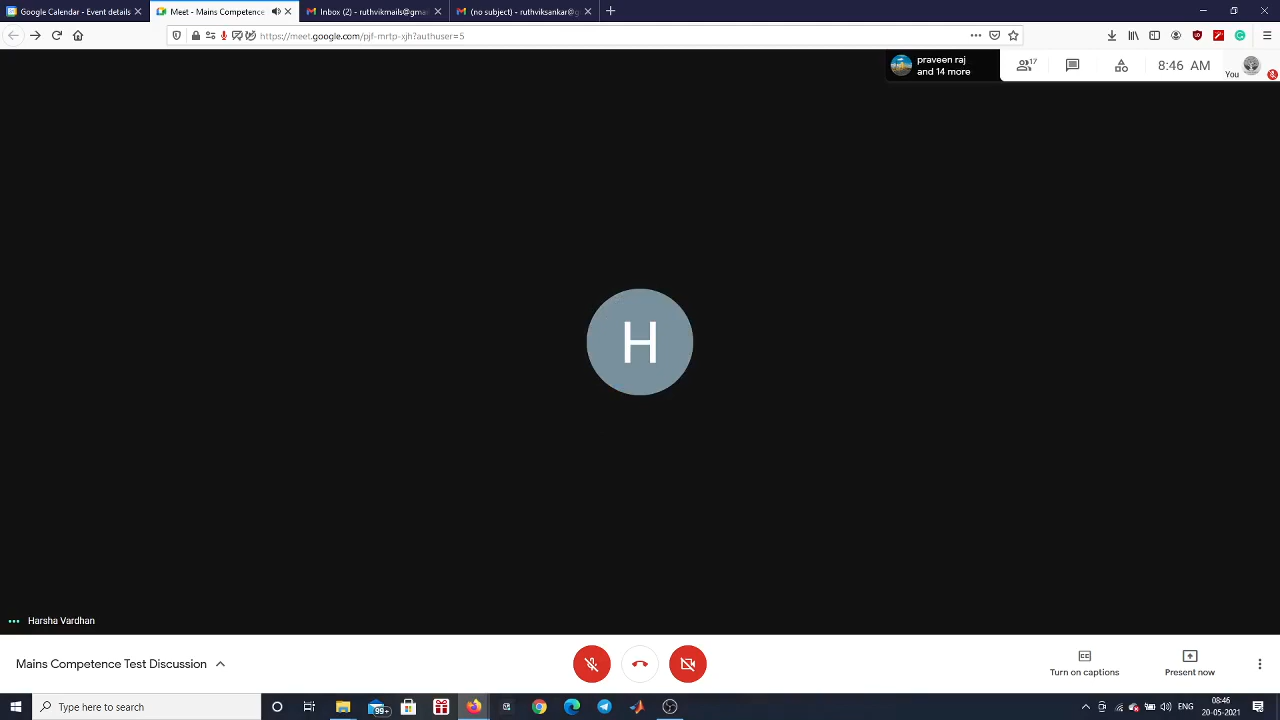 Google Calendar - Event details
Meet - Mains Competence
Inbox (2) - ruthvikmails@gmai
(no subject) - ruthviksankar@g
https://meet.google.com/pjf-mrtp-xjh?authuser=5
praveen raj
and 14 more
17
8:46 AM
You
H
Harsha Vardhan
Mains Competence Test Discussion
Turn on captions
Present now
Type here to search
99+
ENG
08:46
20-05-2021